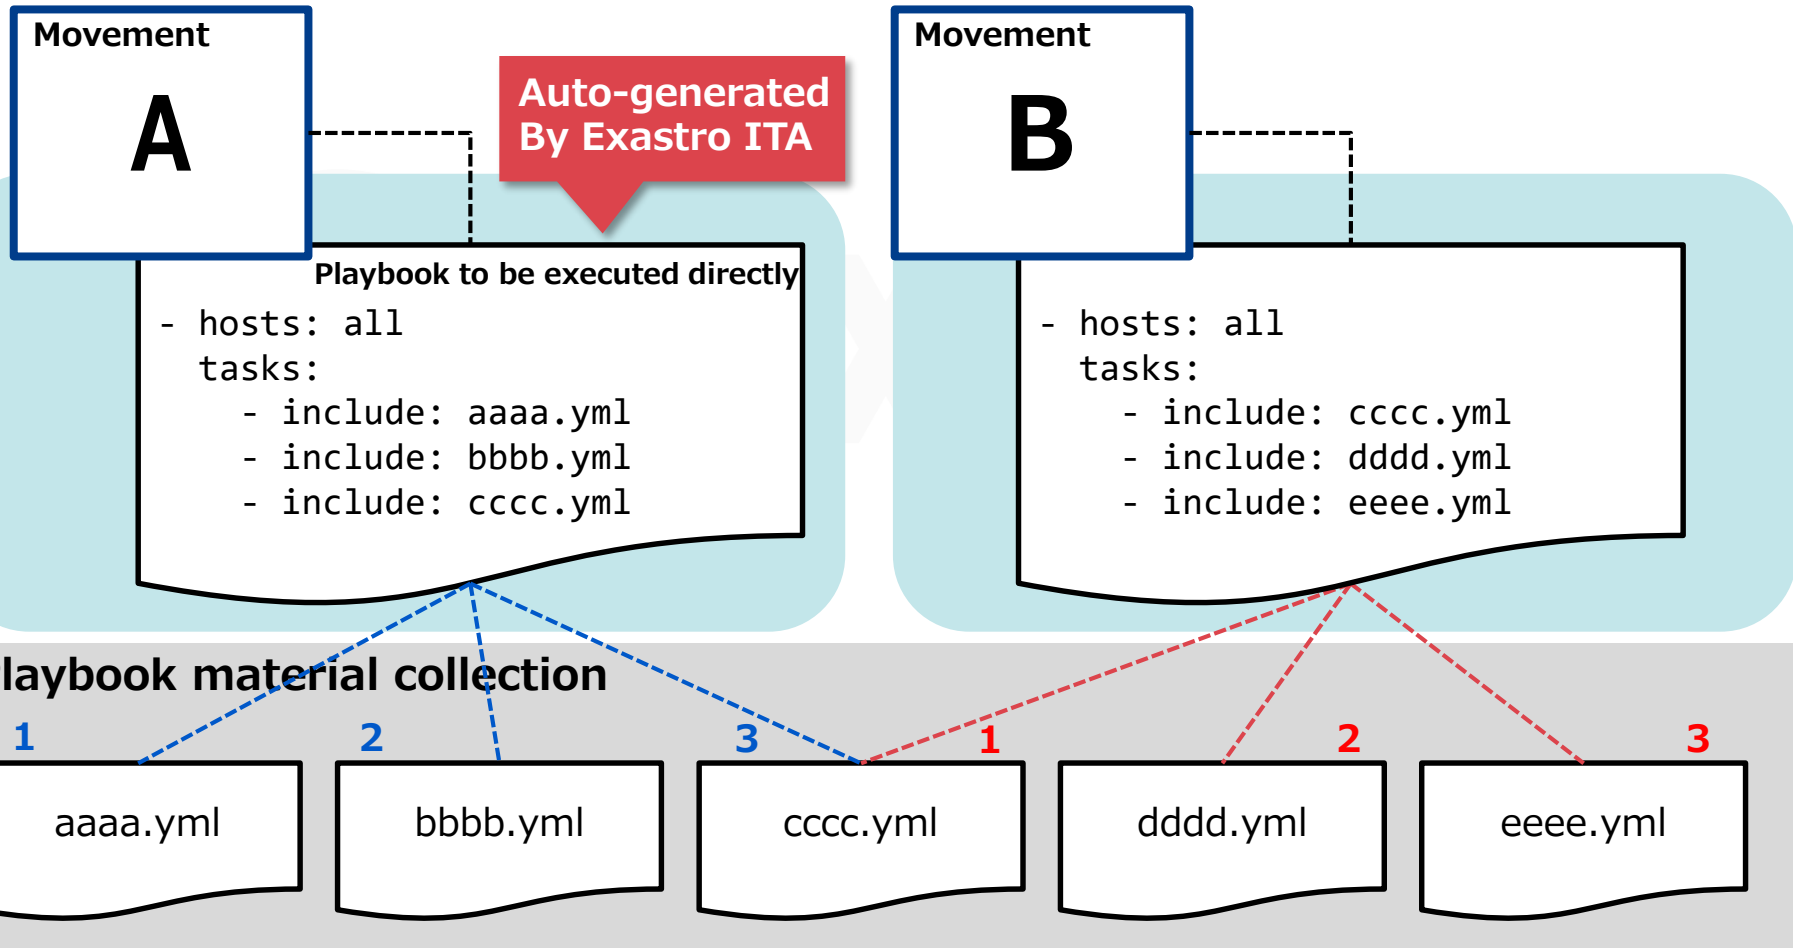 Movement
A
Auto-generated
By Exastro ITA
Playbook to be executed directly
- hosts: all
tasks:
- include: aaaa.yml
- include: bbbb.yml
- include: cccc.yml
Movement
B
- hosts: all
tasks:
- include: cccc.yml
- include: dddd.yml
- include: eeee.yml
laybook material collection
1
2
3
1
2
3
aaaa.yml
bbbb.yml
cccc.yml
dddd.yml
eeee.yml